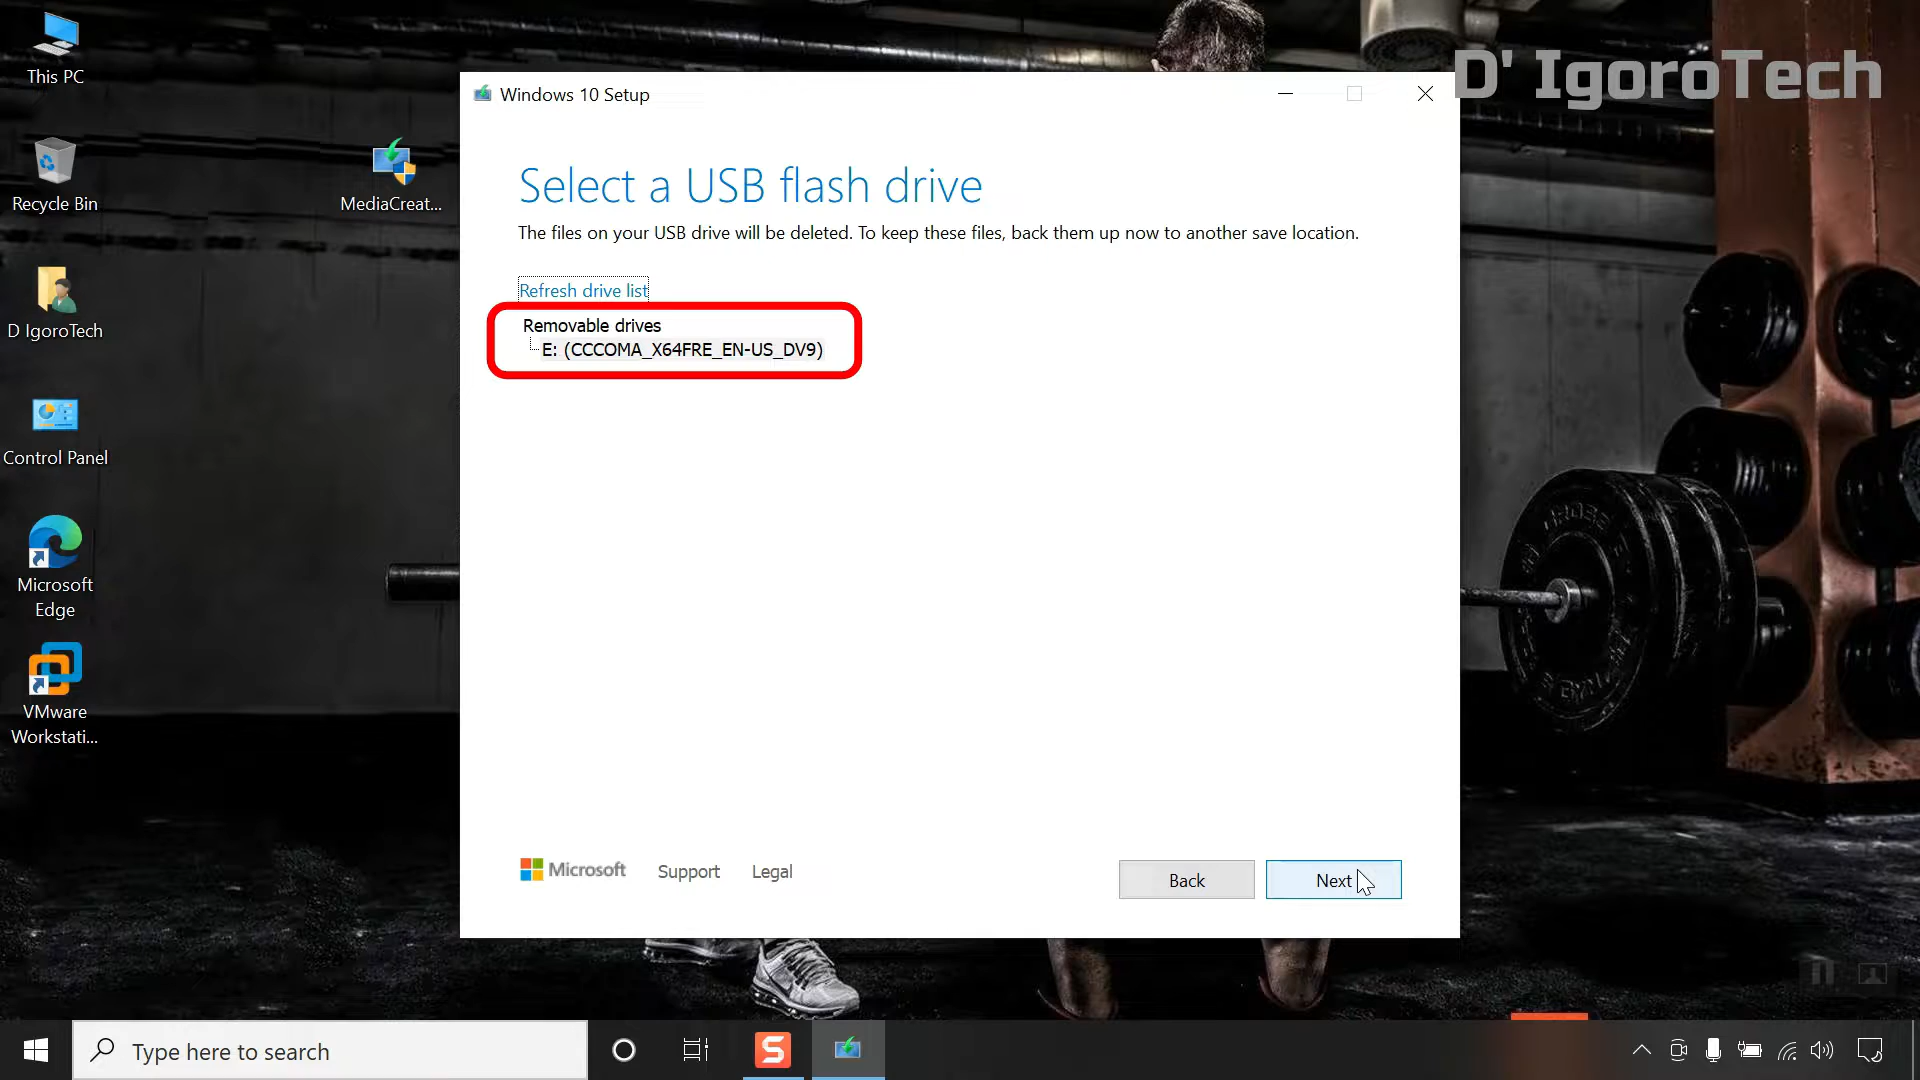 This PC
Recycle Bin
MediaCreat...
D IgoroTech
Control Panel
Microsoft
Edge
VMware
Workstati...
D' IgoroTech
Windows 10 Setup
Select a USB flash drive
The files on your USB drive will be deleted. To keep these files, back them up now to another save location.
Refresh drive list
Removable drives
E: (CCCOMA_X64FRE_EN-US_DV9)
Microsoft
Support
Legal
Back
Next
S
Type here to search